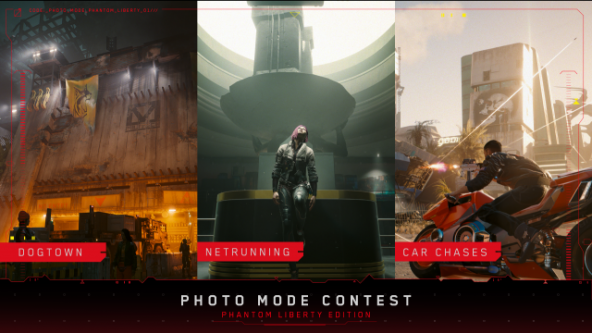 DOGTOWN
NETRUNNING
CAR CHASES
PHOTO MODE CONTEST
PHANTOM LIBERTY EDITION